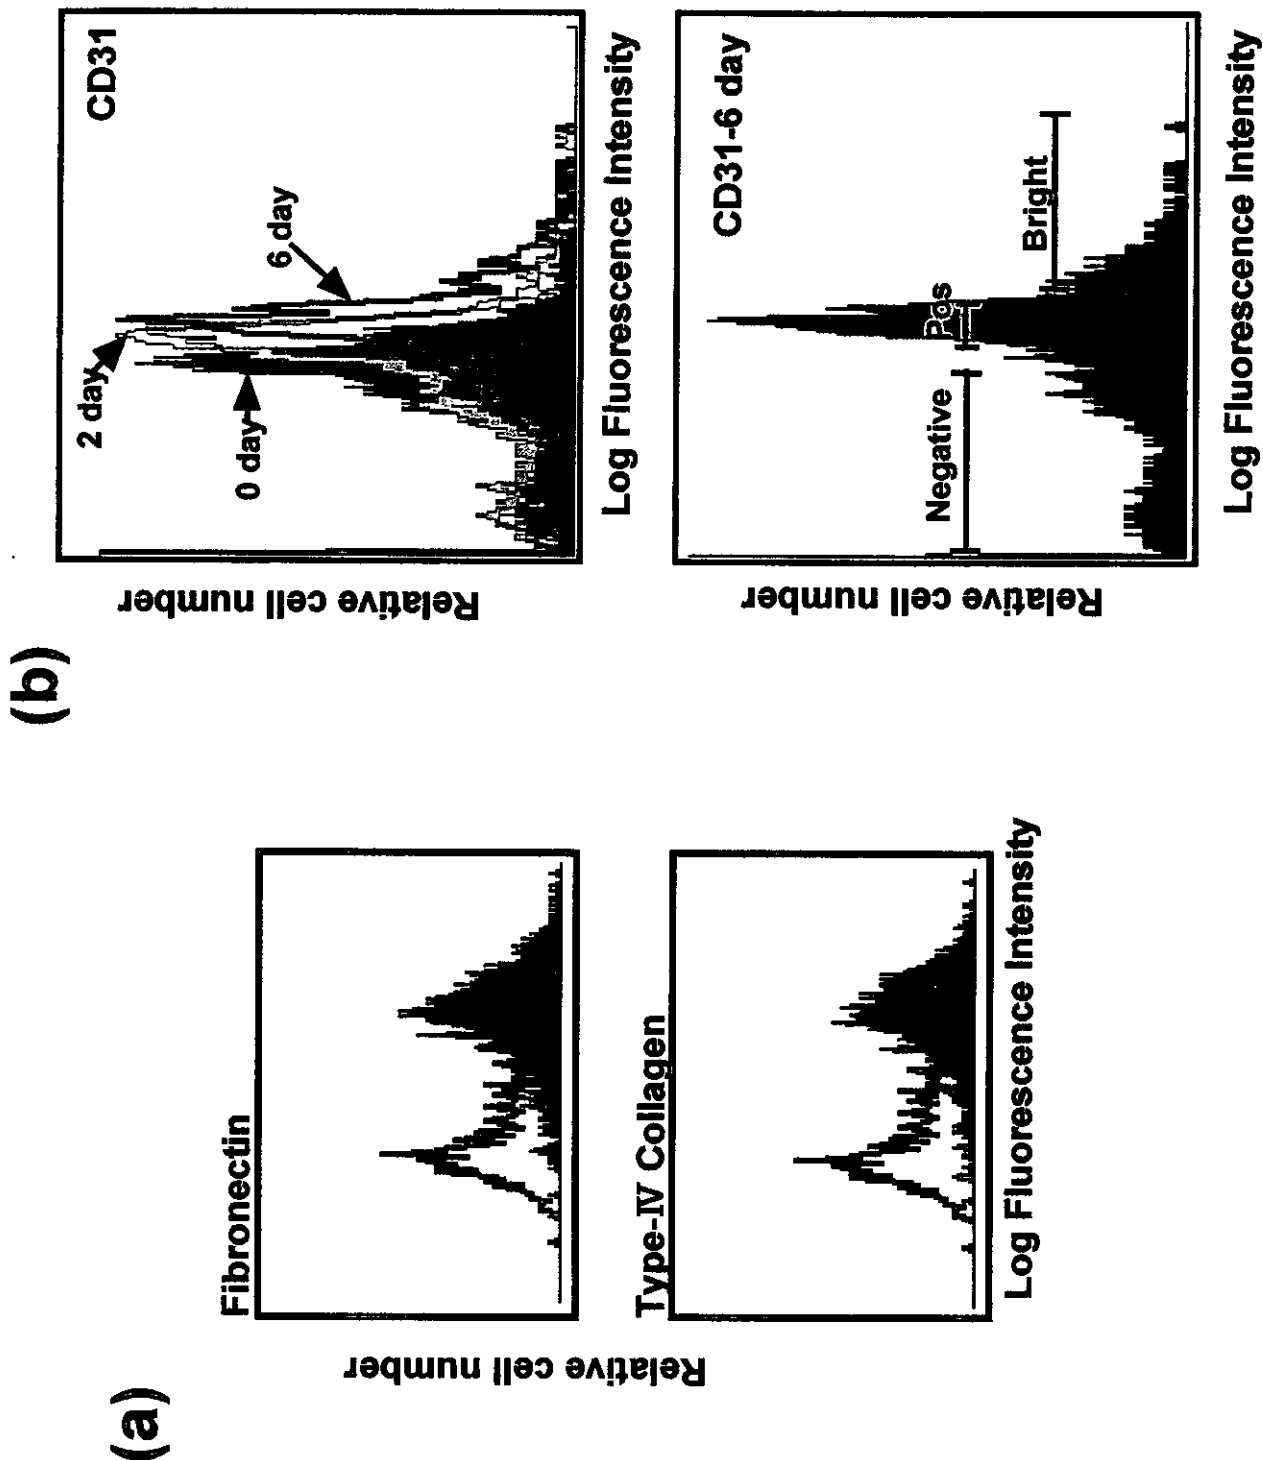 (a)
Fibronectin
Type-IV Collagen
Relative cell number
Log Fluorescence Intensity
(b)
CD31
2 day
0 day
6 day
Relative cell number
Log Fluorescence Intensity
CD31-6 day
Negative
Pos
Bright
Relative cell number
Log Fluorescence Intensity